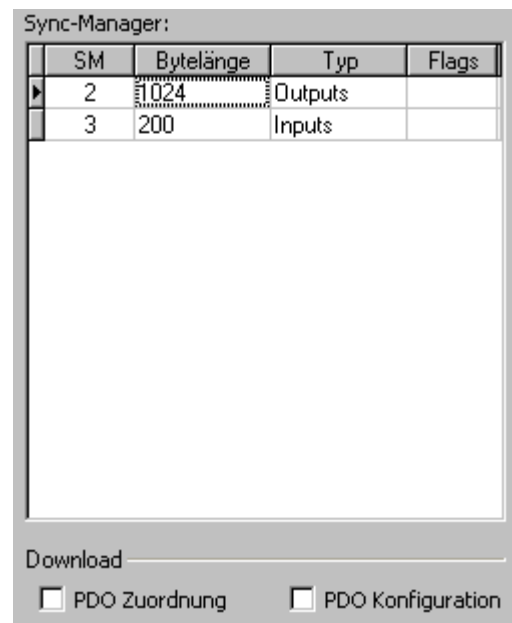 Sync-Manager:
SM Bytelänge Typ Flags
2 1024 Outputs
3 200 Inputs
Download
PDO Zuordnung PDO Konfiguration